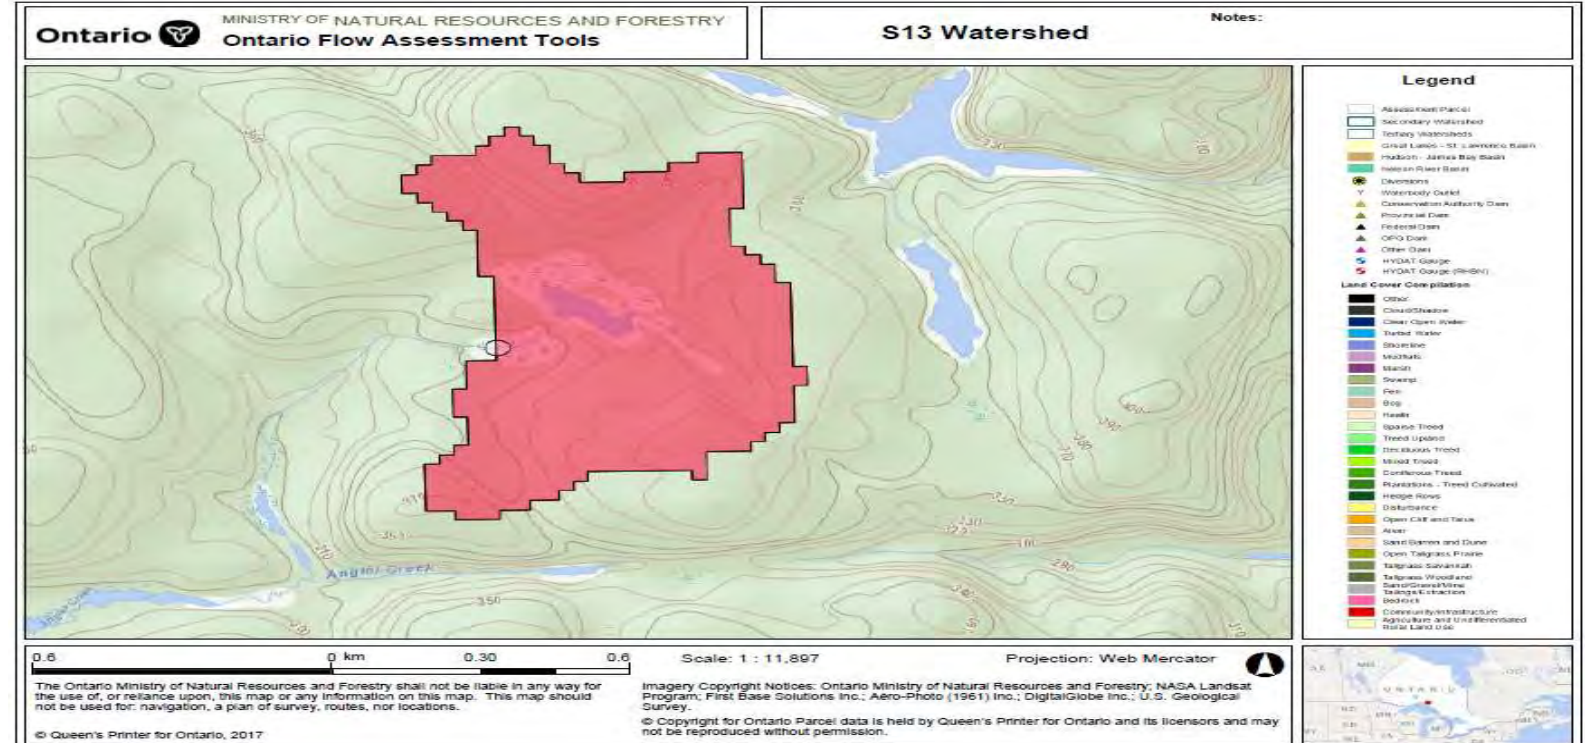 Ontario
MINISTRY OF NATURAL RESOURCES AND FORESTRY
Ontario Flow Assessment Tools
S13 Watershed
Notes:
Legend
Assessment Parcel
Secondary Watershed
Tertiary Watersheds
Great Lakes - St. Lawrence Basin
Hudson - James Bay Basin
Nelson River Basin
Diversions
Waterbody Outlet
Conservation Authority Dam
Provincial Dam
Federal Dam
OPG Dam
Other Dam
HYDAT Gauge
HYDAT Gauge (RHBN)
Land Cover Compilation
Other
Cloud/Shadow
Clear Open Water
Turbid Water
Shoreline
Mudflats
Marsh
Swamp
Fen
Bog
Heath
Sparse Treed
Treed Upland
Deciduous Treed
Mixed Treed
Coniferous Treed
Plantations - Treed Cultivated
Hedge Rows
Disturbance
Open Cliff and Talus
Alvar
Sand Barren and Dune
Open Tallgrass Prairie
Tallgrass Savannah
Tallgrass Woodland
Sand/Gravel/Mine
Tailings/Extraction
Bedrock
Community/Infrastructure
Agriculture and Undifferentiated
Rural Land Use
Creek
350
0.6 0 km 0.30 0.6
Scale: 1 : 11,897
Projection: Web Mercator
The Ontario Ministry of Natural Resources and Forestry shall not be liable in any way for
the use of, or reliance upon, this map or any information on this map. This map should
not be used for: navigation, a plan of survey, routes, nor locations.
© Queen's Printer for Ontario, 2017
Imagery Copyright Notices: Ontario Ministry of Natural Resources and Forestry; NASA Landsat
Program; First Base Solutions Inc.; Aéro-Photo (1961) Inc.; DigitalGlobe Inc.; U.S. Geological
Survey.
© Copyright for Ontario Parcel data is held by Queen's Printer for Ontario and its licensors and may
not be reproduced without permission.
ONTARIO